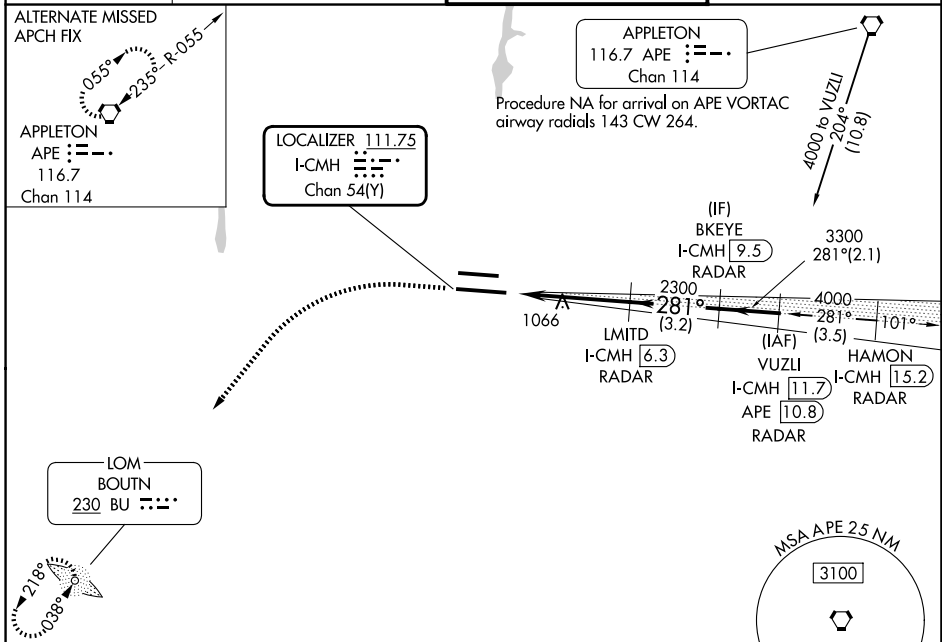 ALTERNATE MISSED
APCH FIX
055°
235°
R-055
APPLETON
APE
116.7
Chan 114
APPLETON
116.7 APE
Chan 114
Procedure NA for arrival on APE VORTAC
airway radials 143 CW 264.
4000 to VUZLI
204°
(10.8)
LOCALIZER 111.75
I-CMH
Chan 54(Y)
(IF)
BKEYE
I-CMH 9.5
RADAR
3300
281°(2.1)
2300
281°
(3.2)
4000
281°
(3.5)
101°
1066
LMITD
I-CMH 6.3
RADAR
(IAF)
VUZLI
I-CMH 11.7
APE 10.8
RADAR
HAMON
I-CMH 15.2
RADAR
LOM
BOUTN
230 BU
218°
038°
MSA APE 25 NM
3100